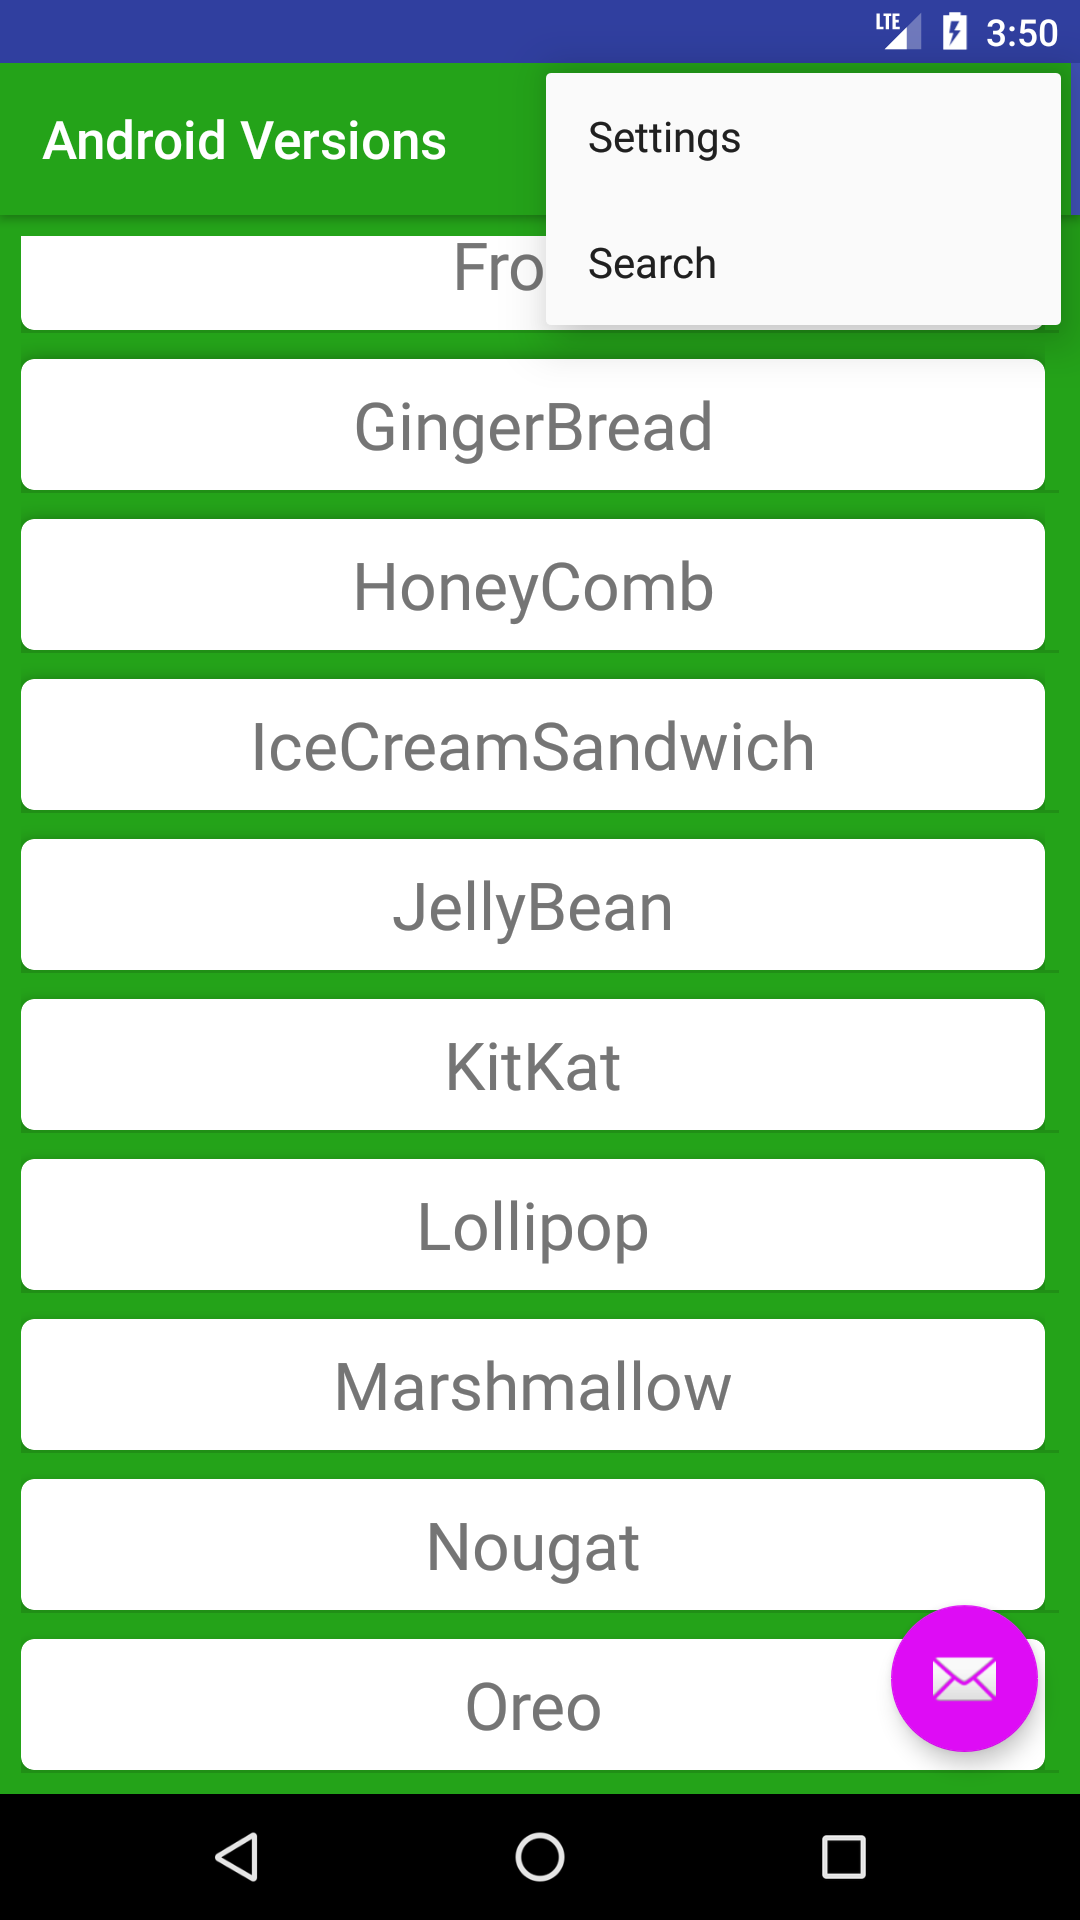 LTE 3:50
Android Versions
Settings
Search
Fro
GingerBread
HoneyComb
IceCreamSandwich
JellyBean
KitKat
Lollipop
Marshmallow
Nougat
Oreo